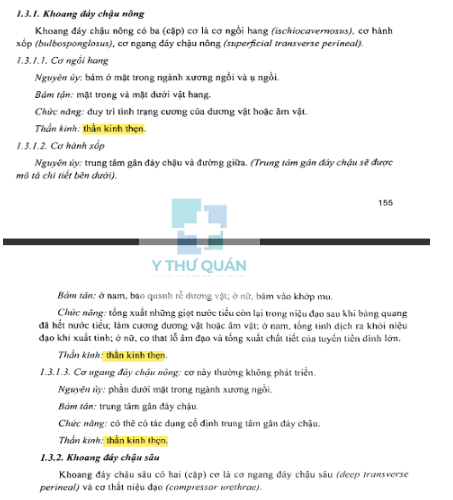 1.3.1. Khoang đáy chậu nông
Khoang đáy chậu nông có ba (cặp) cơ là cơ ngồi hang (ischiocavernosus), cơ hành
xốp (bulbospongiosus), cơ ngang đáy chậu nông (superficial transverse perineal).
1.3.1.1. Cơ ngồi hang
Nguyên ủy: bám ở mặt trong ngành xương ngồi và ụ ngồi.
Bám tận: mặt trong và mặt dưới vật hang.
Chức năng: duy trì tình trạng cương của dương vật hoặc âm vật.
Thần kinh: thần kinh thẹn.
1.3.1.2. Cơ hành xốp
Nguyên ủy: trung tâm gân đáy chậu và đường giữa. (Trung tâm gân đáy chậu sẽ được
mô tả chi tiết bên dưới).
155
Y THƯ QUÁN
Bám tận: ở nam, bao quanh rễ dương vật; ở nữ, bám vào khớp mu.
Chức năng: tống xuất những giọt nước tiểu còn lại trong niệu đạo sau khi bàng quang
đã hết nước tiểu; làm cương dương vật hoặc âm vật; ở nam, tống tinh dịch ra khỏi niệu
đạo khi xuất tinh; ở nữ, co thắt lỗ âm đạo và tống xuất chất tiết của tuyến tiền đình lớn.
Thần kinh: thần kinh thẹn.
1.3.1.3. Cơ ngang đáy chậu nông: cơ này thường không phát triển.
Nguyên ủy: phần dưới mặt trong ngành xương ngồi.
Bám tận: trung tâm gân đáy chậu.
Chức năng: có thể có tác dụng cố định trung tâm gân đáy chậu.
Thần kinh: thần kinh thẹn.
1.3.2. Khoang đáy chậu sâu
Khoang đáy chậu sâu có hai (cặp) cơ là cơ ngang đáy chậu sâu (deep transverse
perineal) và cơ thắt niệu đạo (compressor urethrae).